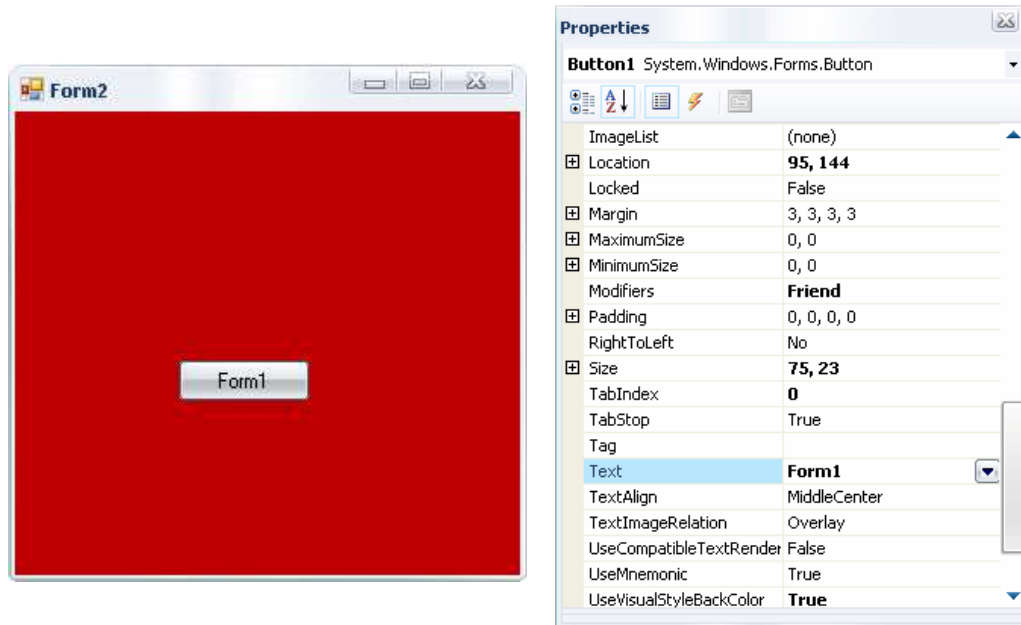 Form2
Form1
Properties
Button1 System.Windows.Forms.Button
A
Z
ImageList (none)
Location 95, 144
Locked False
Margin 3, 3, 3, 3
MaximumSize 0, 0
MinimumSize 0, 0
Modifiers Friend
Padding 0, 0, 0, 0
RightToLeft No
Size 75, 23
TabIndex 0
TabStop True
Tag
Text Form1
TextAlign MiddleCenter
TextImageRelation Overlay
UseCompatibleTextRender False
UseMnemonic True
UseVisualStyleBackColor True